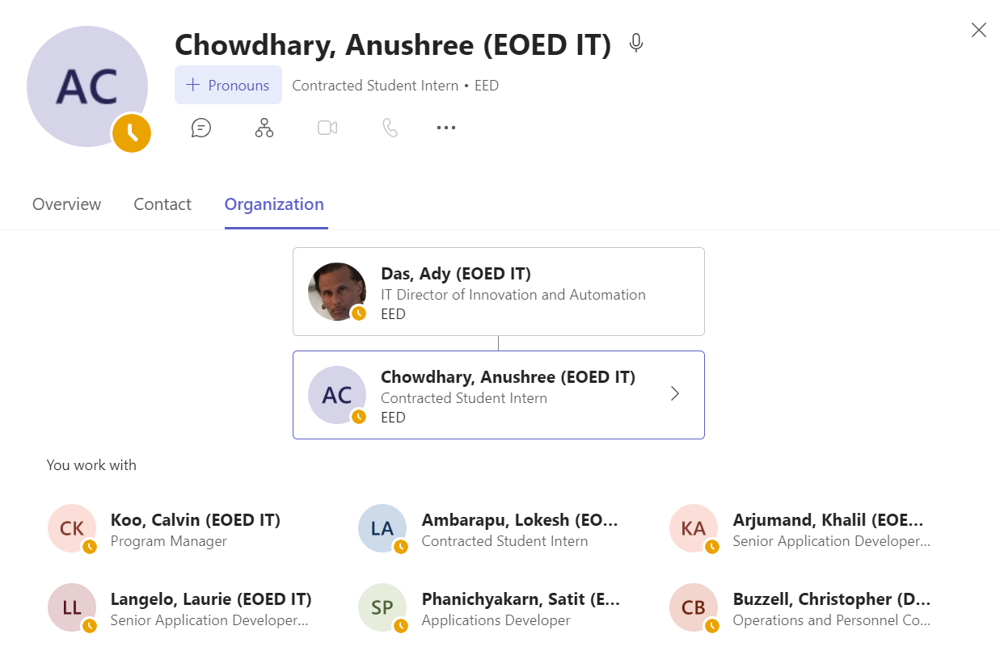 AC
Chowdhary, Anushree (EOED IT)
Pronouns
Contracted Student Intern • EED
Overview
Contact
Organization
Das, Ady (EOED IT)
IT Director of Innovation and Automation
EED
AC
Chowdhary, Anushree (EOED IT)
Contracted Student Intern
EED
You work with
CK
Koo, Calvin (EOED IT)
Program Manager
LA
Ambarapu, Lokesh (EO...
Contracted Student Intern
KA
Arjumand, Khalil (EOE...
Senior Application Developer...
LL
Langelo, Laurie (EOED IT)
Senior Application Developer...
SP
Phanichyakarn, Satit (E...
Applications Developer
CB
Buzzell, Christopher (D...
Operations and Personnel Co...